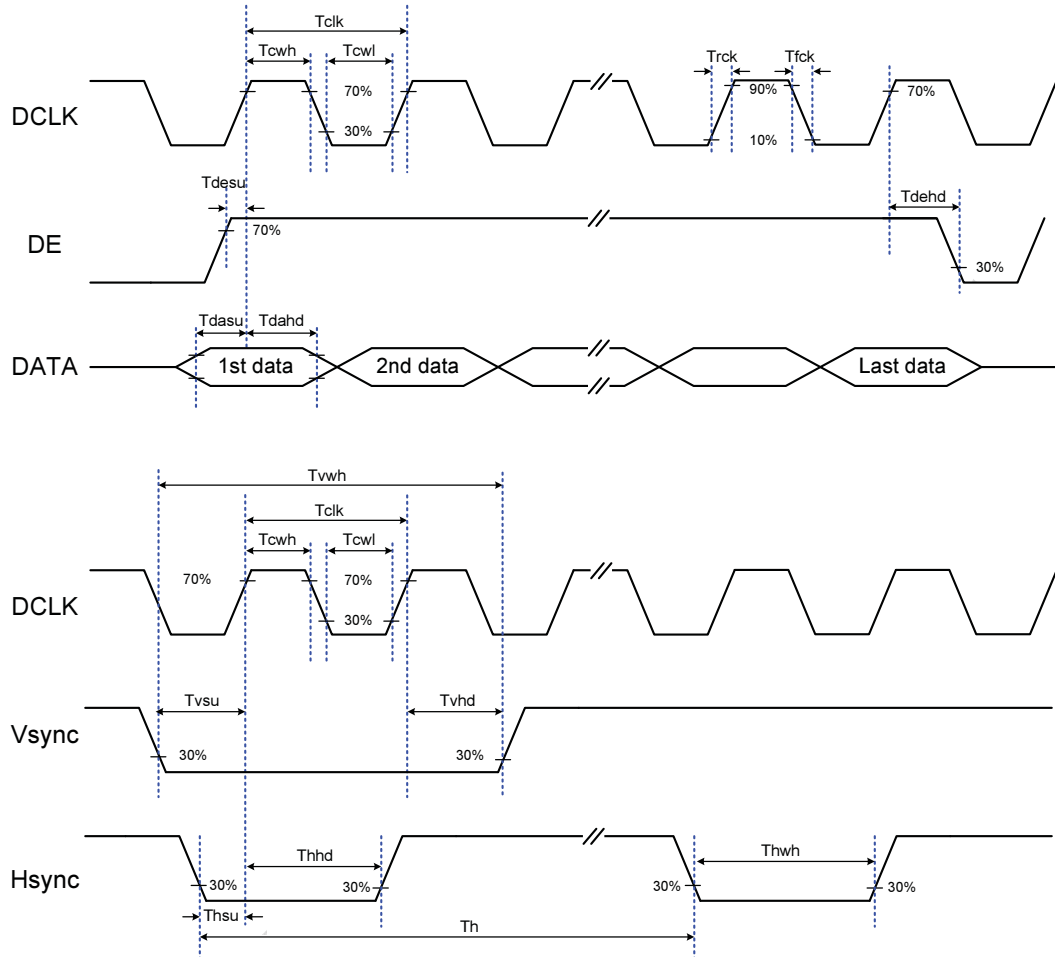 Tclk
Tcwh Tcwl Trck Tfck
DCLK 70% 90% 70%
30% 10%
Tdesu Tdehd
DE 70% 30%
Tdasu Tdahd
DATA 1st data 2nd data Last data
Tvwh
Tclk
Tcwh Tcwl
DCLK 70% 70%
30%
Tvsu Tvhd
Vsync 30% 30%
Thhd Thwh
Hsync 30% 30% 30% 30%
Thsu
Th